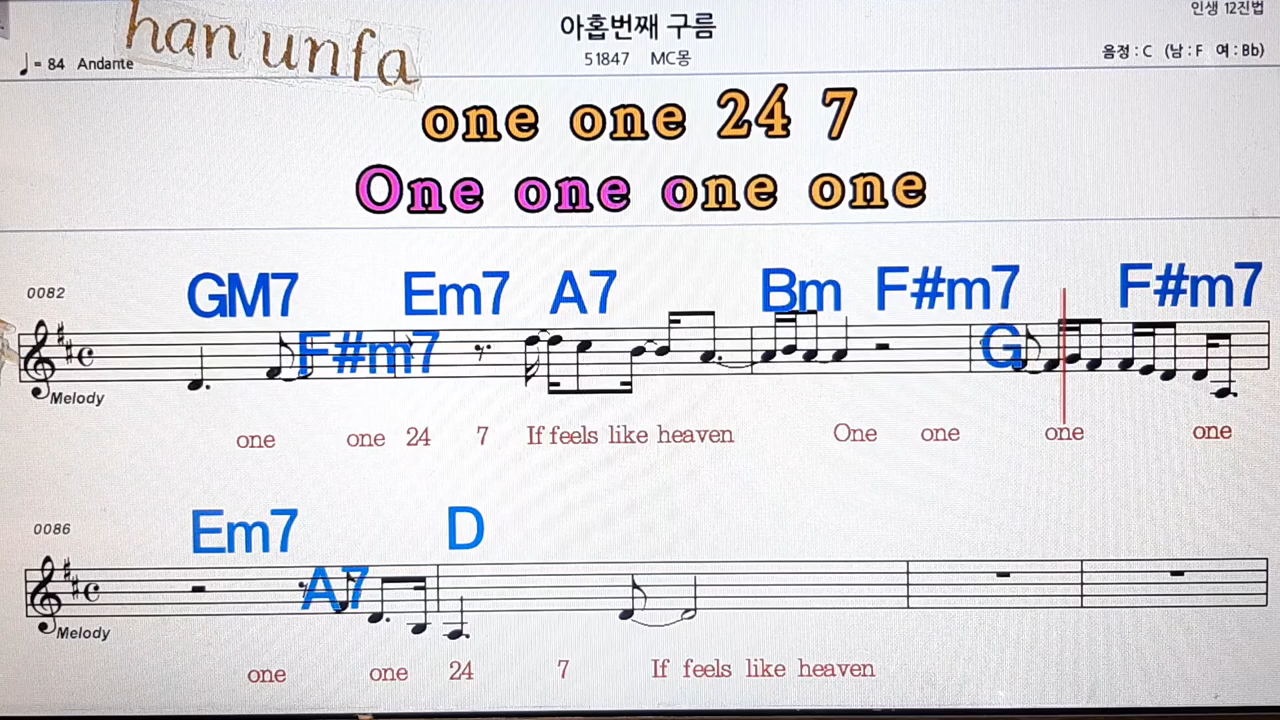 han unfa
아홉번째 구름
인생 12진법
♩= 84 Andante
51847 MC몽
음정 : C (남 : F 여 : Bb)
one one 24 7
One one one one
0082
GM7 F#m7 Em7 A7 Bm F#m7 G F#m7
Melody
one one 24 7 If feels like heaven One one one one
0086
Em7 A7 D
Melody
one one 24 7 If feels like heaven